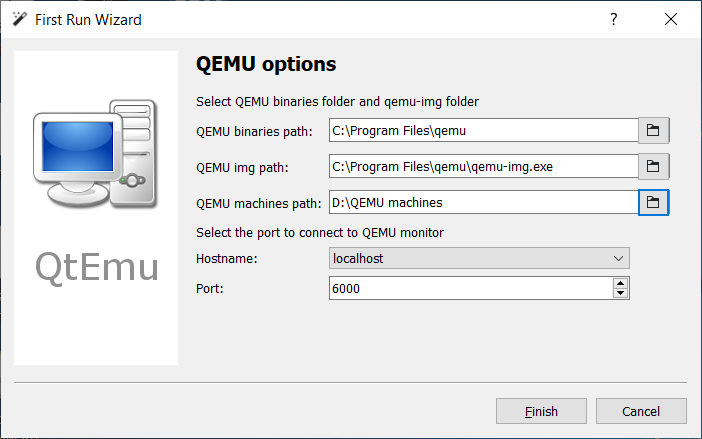 First Run Wizard
?
QEMU options
Select QEMU binaries folder and qemu-img folder
QEMU binaries path: C:\Program Files\qemu
QEMU img path: C:\Program Files\qemu\qemu-img.exe
QEMU machines path: D:\QEMU machines
Select the port to connect to QEMU monitor
Hostname: localhost
Port: 6000
QtEmu
Finish Cancel